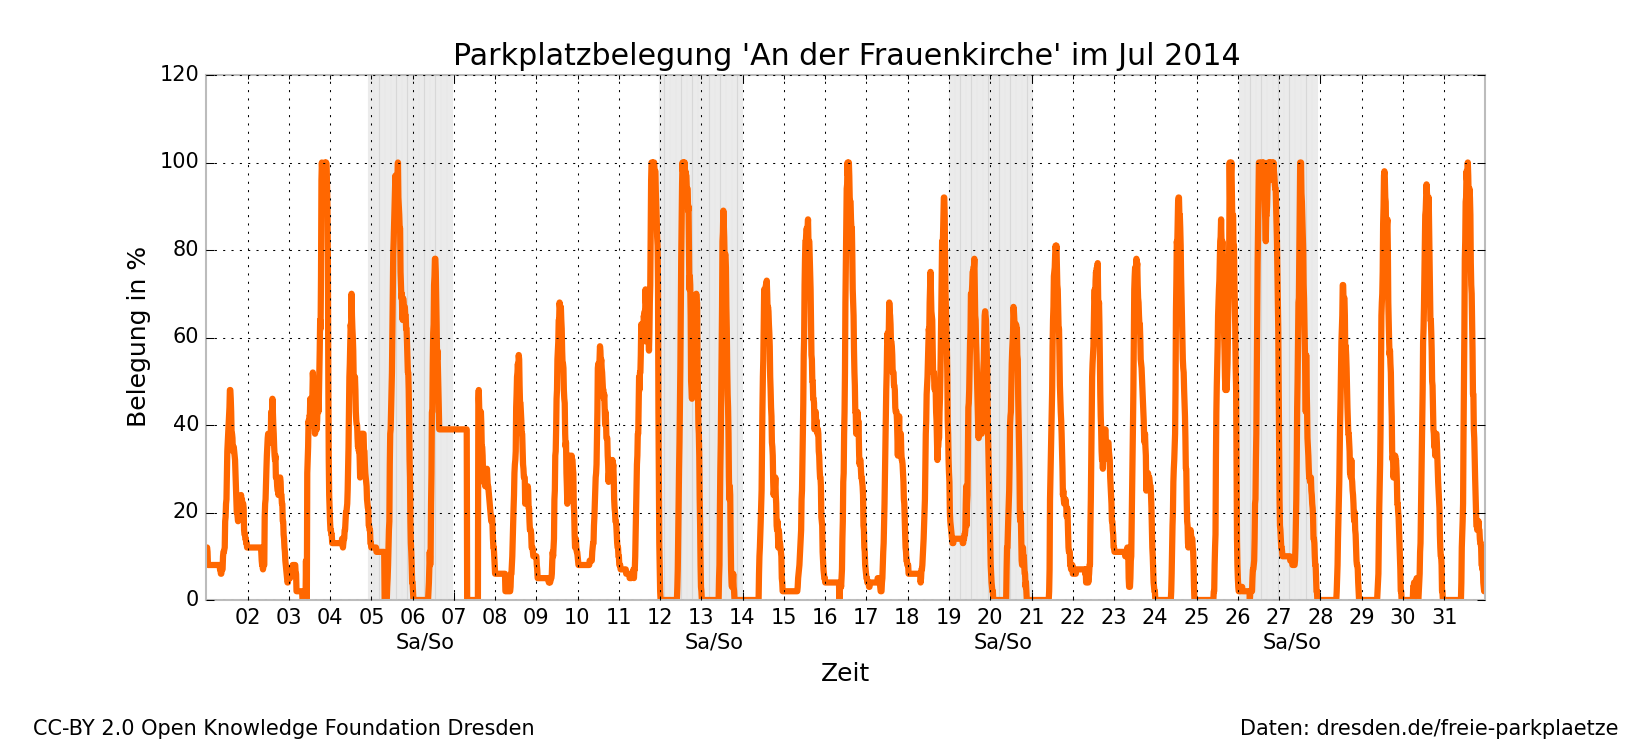 Parkplatzbelegung 'An der Frauenkirche' im Jul 2014
120
100
80
60
40
20
0
Belegung in %
02 03 04 05 06 07 08 09 10 11 12 13 14 15 16 17 18 19 20 21 22 23 24 25 26 27 28 29 30 31
Sa/So Sa/So Sa/So Sa/So
Zeit
CC-BY 2.0 Open Knowledge Foundation Dresden
Daten: dresden.de/freie-parkplaetze